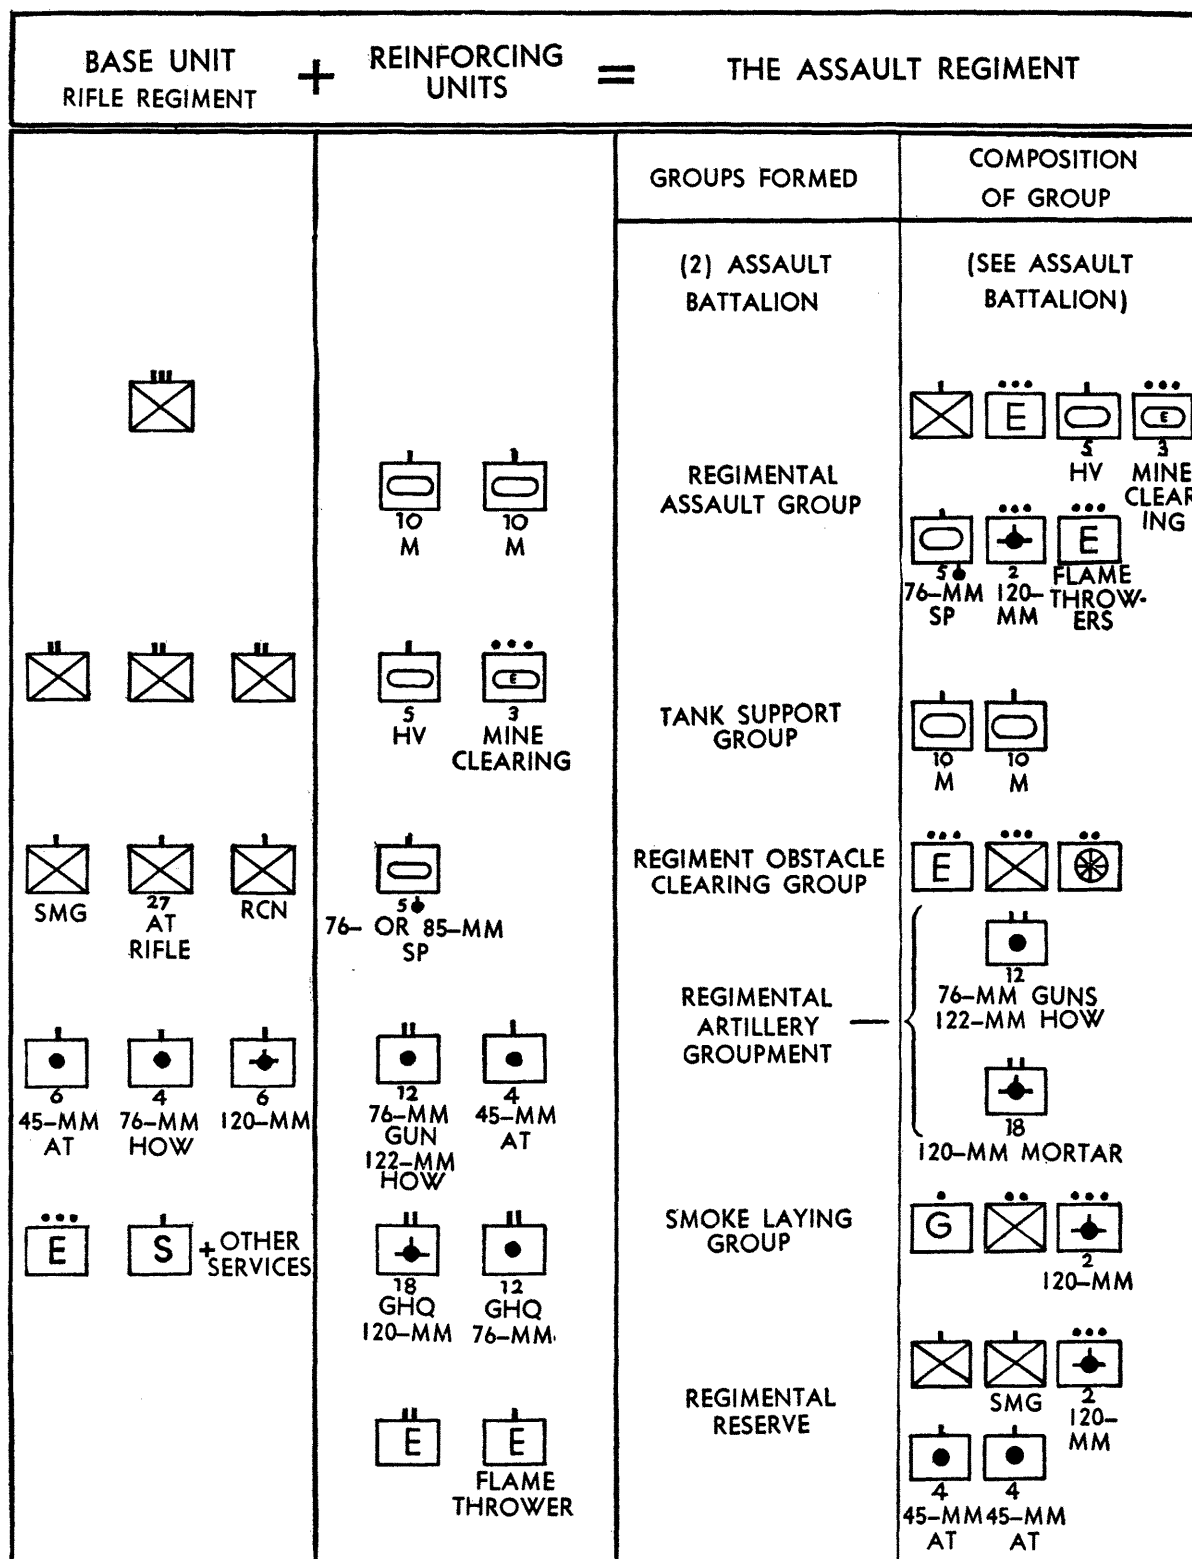 BASE UNIT
RIFLE REGIMENT
+
REINFORCING
UNITS
=
THE ASSAULT REGIMENT
GROUPS FORMED
COMPOSITION
OF GROUP
(2) ASSAULT
BATTALION
(SEE ASSAULT
BATTALION)
10
M
10
M
REGIMENTAL
ASSAULT GROUP
E
5
HV
E
3
MINE
CLEAR
ING
5
76-MM
SP
2
120-
MM
E
FLAME
THROW-
ERS
5
HV
E
3
MINE
CLEARING
TANK SUPPORT
GROUP
10
M
10
M
SMG
27
AT
RIFLE
RCN
5
76- OR 85-MM
SP
REGIMENT OBSTACLE
CLEARING GROUP
E
6
45-MM
AT
4
76-MM
HOW
6
120-MM
12
76-MM
GUN
122-MM
HOW
4
45-MM
AT
REGIMENTAL
ARTILLERY
GROUPMENT
12
76-MM GUNS
122-MM HOW
18
120-MM MORTAR
E
S
+ OTHER
SERVICES
18
GHQ
120-MM
12
GHQ
76-MM
SMOKE LAYING
GROUP
G
2
120-MM
E
E
FLAME
THROWER
REGIMENTAL
RESERVE
SMG
2
120-
MM
4
45-MM
AT
4
45-MM
AT